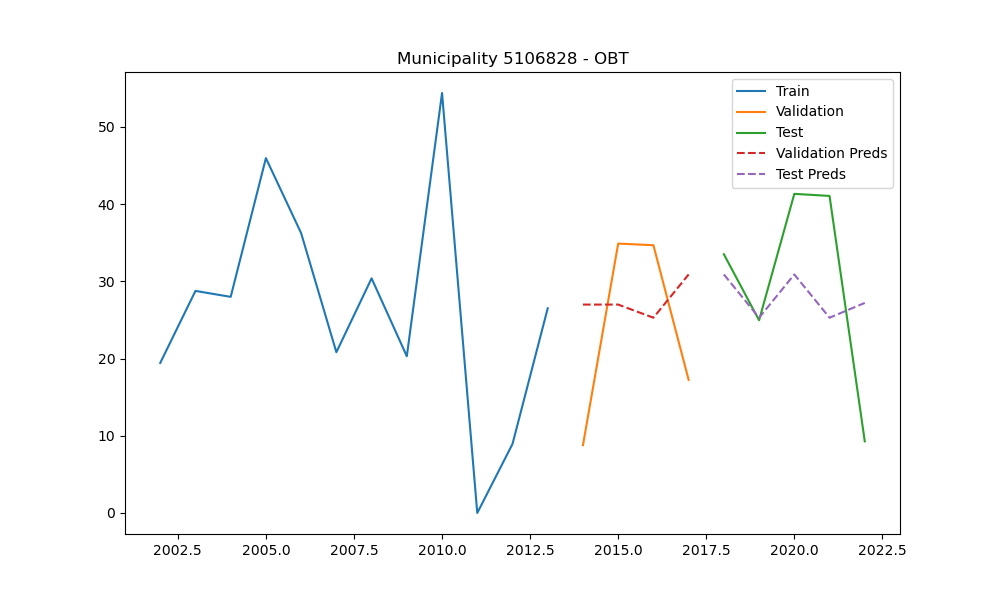 Municipality 5106828 - OBT
Train
Validation
Test
Validation Preds
Test Preds
50
40
30
20
10
0
2002.5 2005.0 2007.5 2010.0 2012.5 2015.0 2017.5 2020.0 2022.5